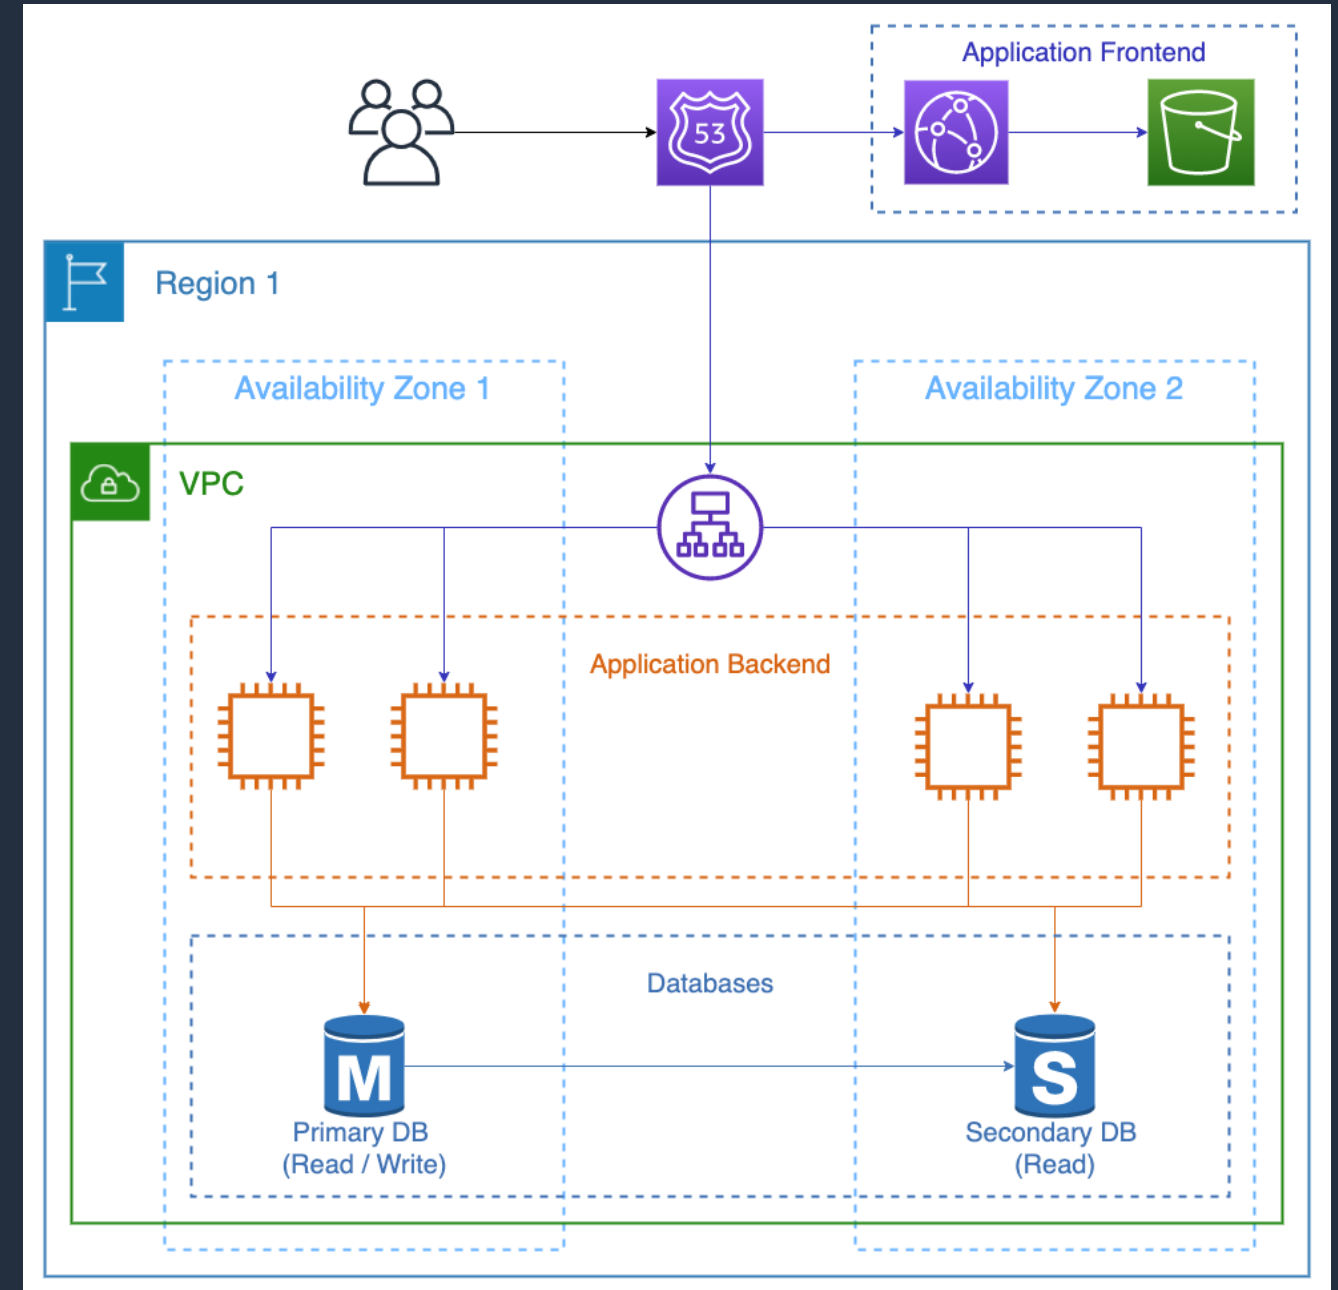 Application Frontend
53
Region 1
Availability Zone 1
Availability Zone 2
VPC
Application Backend
Databases
M
S
Primary DB
(Read / Write)
Secondary DB
(Read)